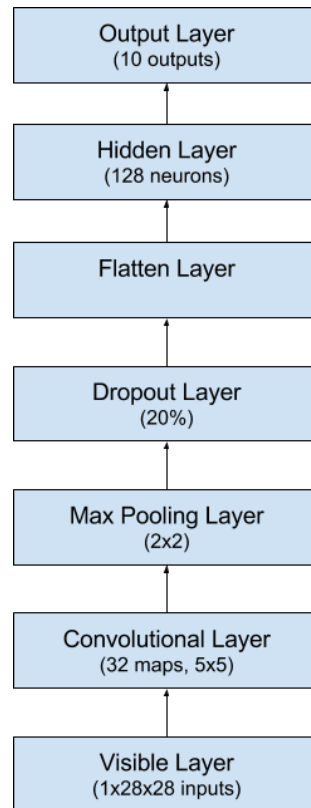 Output Layer
(10 outputs)
Hidden Layer
(128 neurons)
Flatten Layer
Dropout Layer
(20%)
Max Pooling Layer
(2x2)
Convolutional Layer
(32 maps, 5x5)
Visible Layer
(1x28x28 inputs)